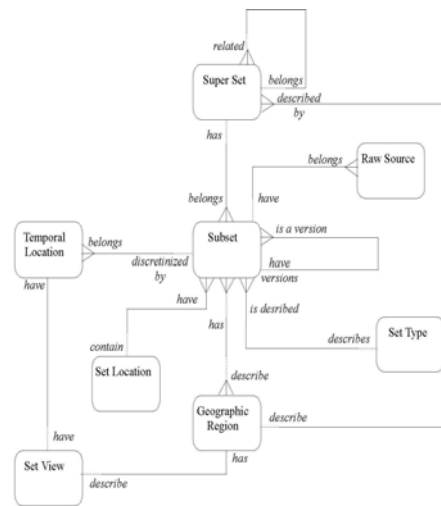 related
Super Set
belongs
described
by
has
belongs
Raw Source
have
belongs
Temporal
Location
belongs
discretinized
by
Subset
is a version
have
versions
have
have
has
is desribed
contain
Set Location
describes
Set Type
describe
Geographic
Region
describe
have
has
Set View
describe